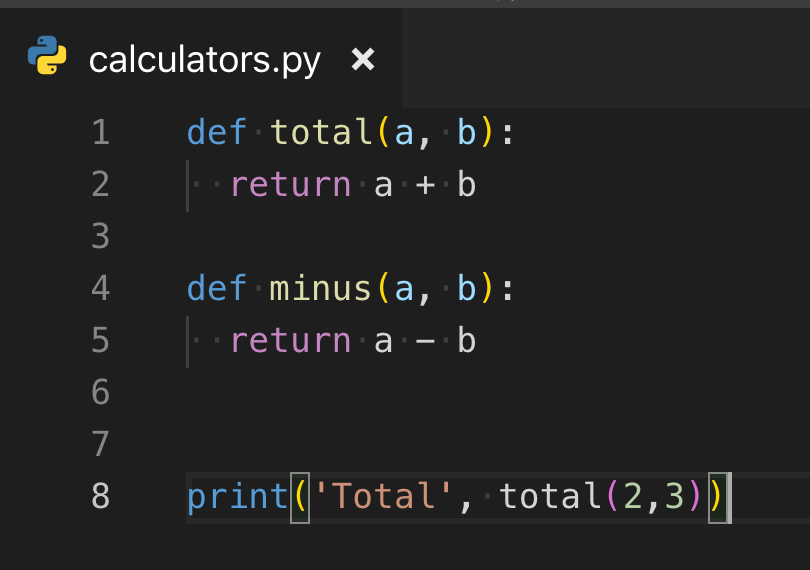 calculators.py ×
1 def total(a, b):
2   return a + b
3
4 def minus(a, b):
5   return a - b
6
7
8 print('Total', total(2,3))